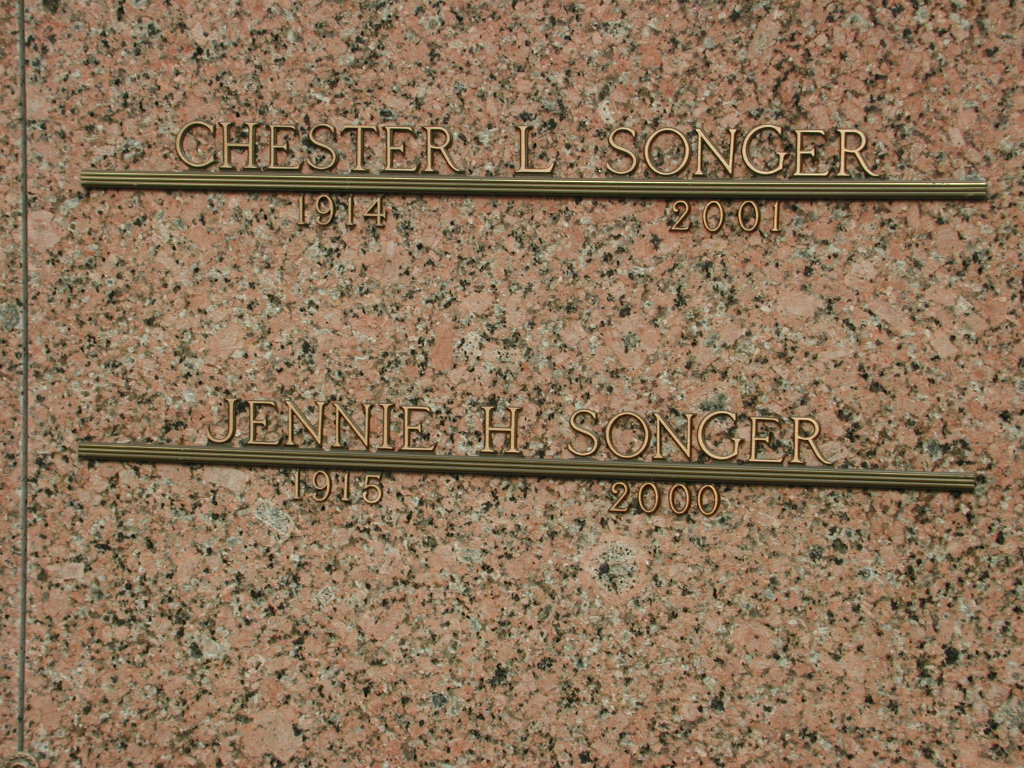 CHESTER L SONGER
1914 2001
JENNIE H SONGER
1915 2000